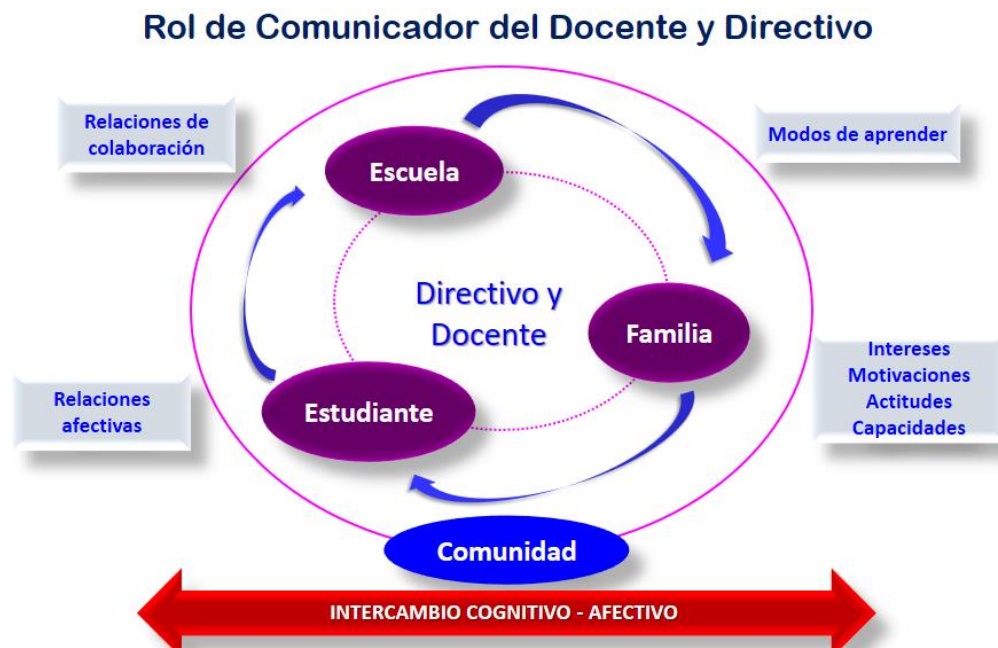 Rol de Comunicador del Docente y Directivo
Relaciones de
colaboración
Modos de aprender
Escuela
Directivo y
Docente
Familia
Intereses
Motivaciones
Actitudes
Capacidades
Relaciones
afectivas
Estudiante
Comunidad
INTERCAMBIO COGNITIVO - AFECTIVO